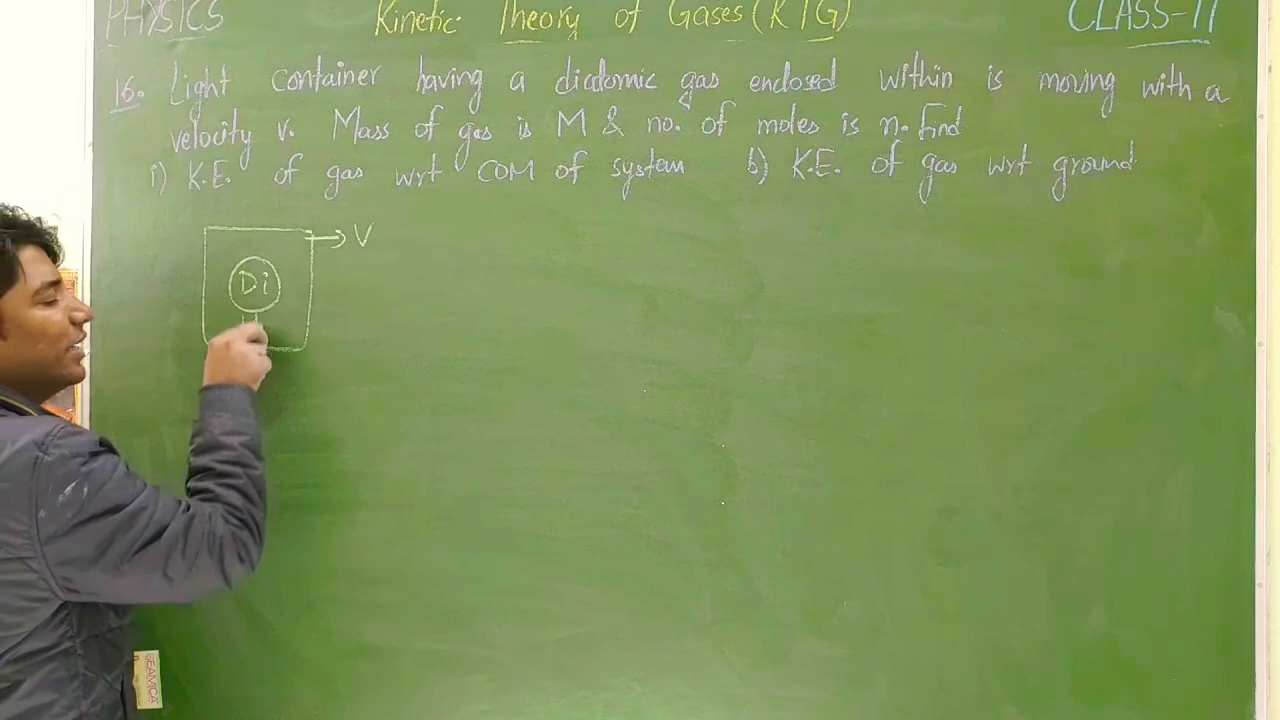 PHYSICS Kinetic Theory of Gases (KTG) CLASS-11
16. Light container having a diatomic gas enclosed within is moving with a
velocity v. Mass of gas is M & no. of moles is n. Find
i) K.E. of gas wrt COM of system b) K.E. of gas wrt ground.
V
Di
SEAMICA